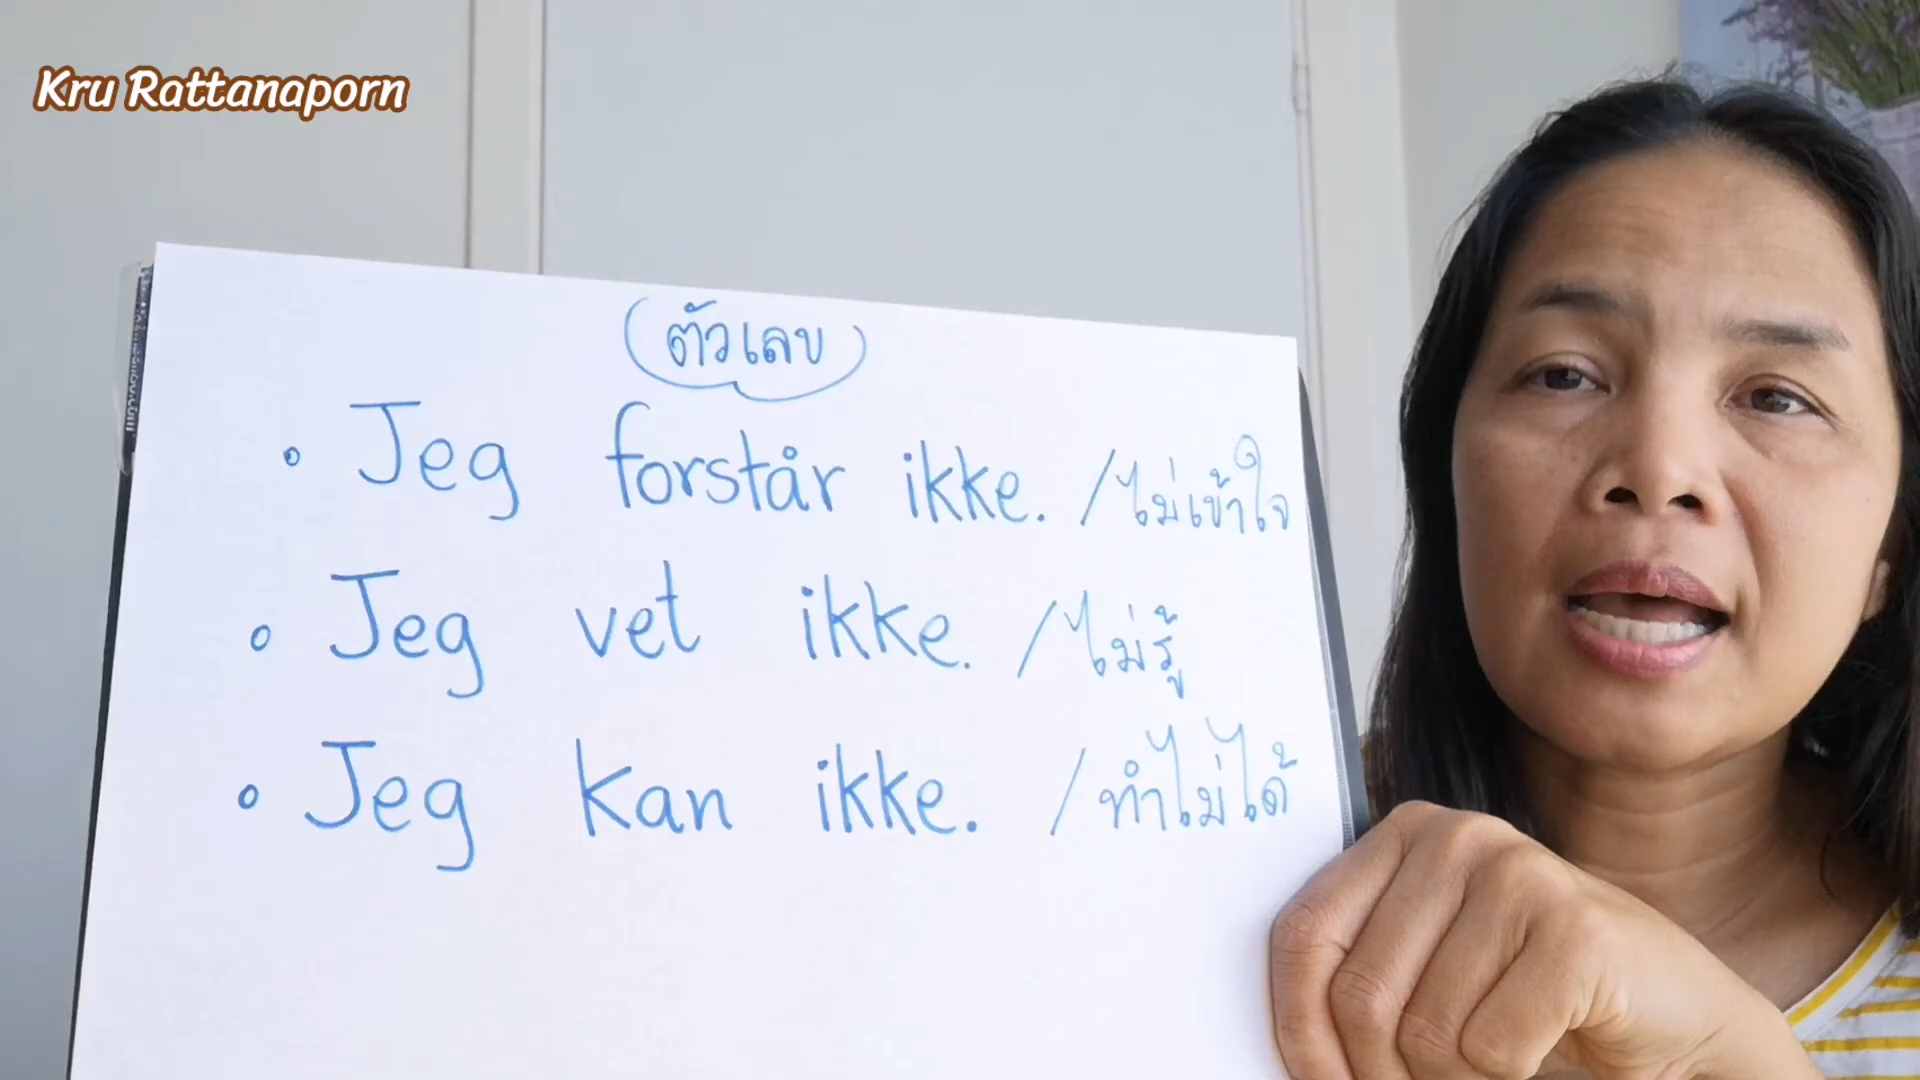 Kru Rattanaporn
(ตัวเลข)
• Jeg forstår ikke. /ไม่เข้าใจ
• Jeg vet ikke. /ไม่รู้
• Jeg kan ikke. /ทำไม่ได้